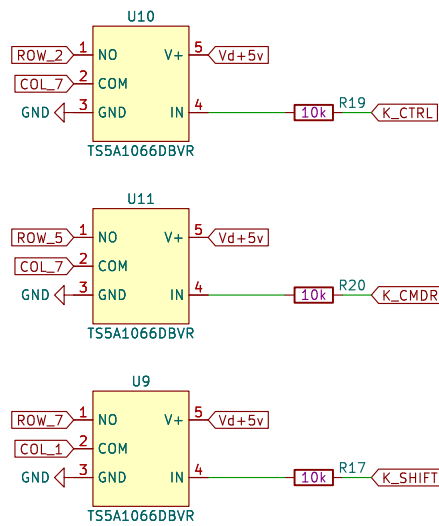 U10
ROW_2 1 NO V+ 5 Vd+5v
COL_7 2 COM
GND 3 GND IN 4 10k R19 K_CTRL
TS5A1066DBVR
U11
ROW_5 1 NO V+ 5 Vd+5v
COL_7 2 COM
GND 3 GND IN 4 10k R20 K_CMDR
TS5A1066DBVR
U9
ROW_7 1 NO V+ 5 Vd+5v
COL_1 2 COM
GND 3 GND IN 4 10k R17 K_SHIFT
TS5A1066DBVR